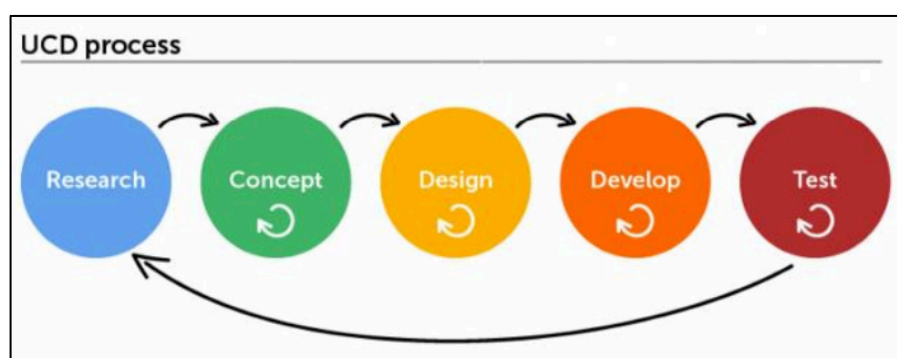 UCD process
Research
Concept
Design
Develop
Test